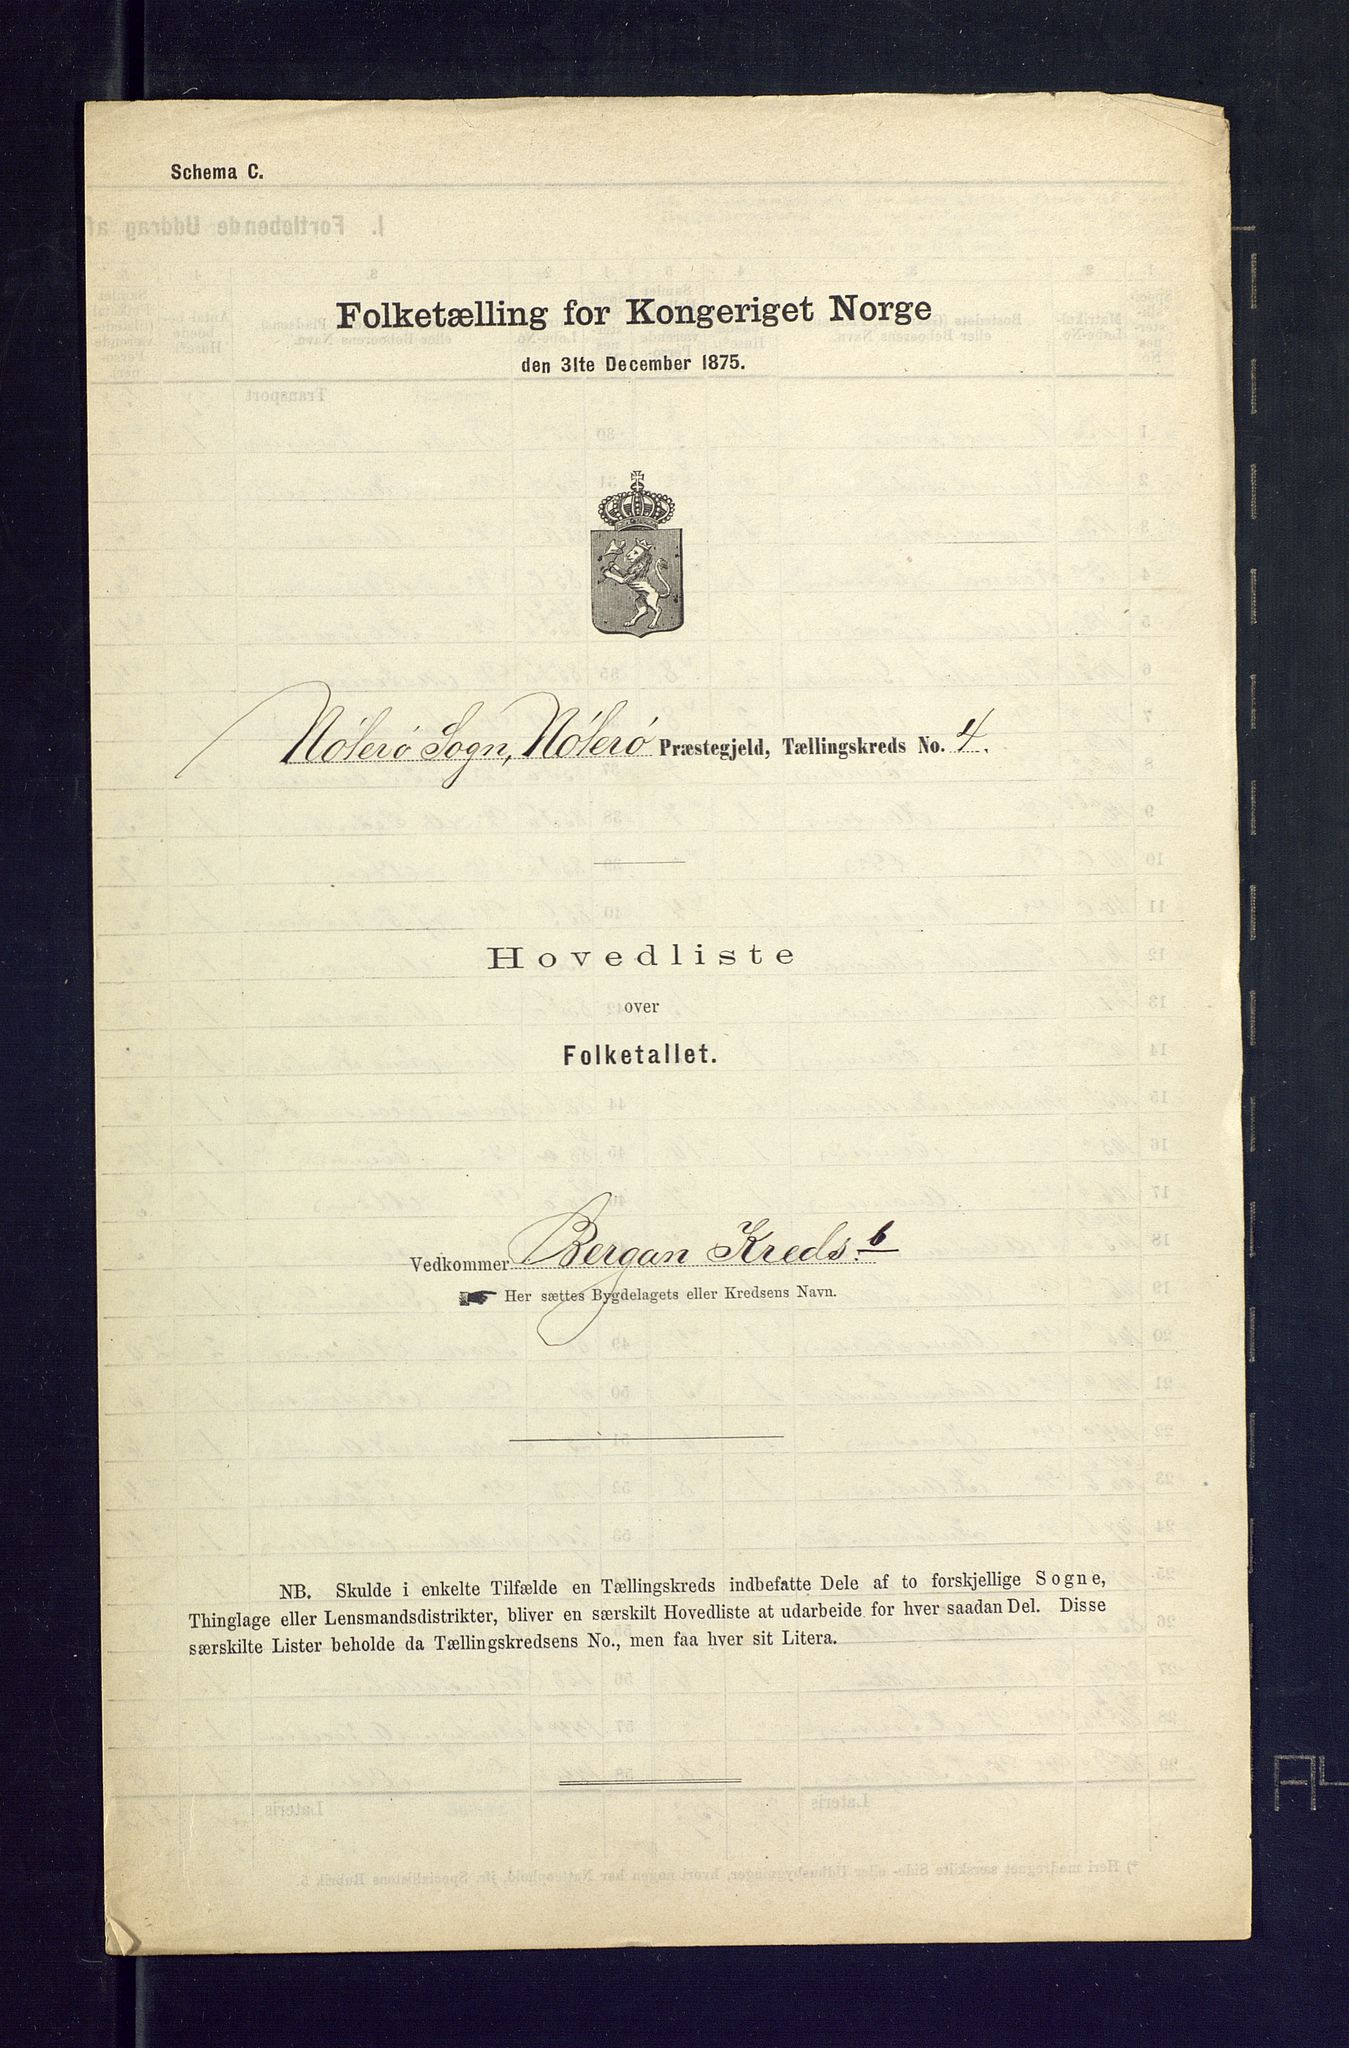 Schema C.
Folketælling for Kongeriget Norge
den 31te December 1875.
Nöterø Sogn, Nöterø Præstegjeld, Tællingskreds No. 4.
Hovedliste
over
Folketallet.
Vedkommer Bergan Kreds. b
Her sættes Bygdelagets eller Kredsens Navn.
NB. Skulde i enkelte Tilfælde en Tællingskreds indbefatte Dele af to forskjellige Sogne,
Thinglage eller Lensmandsdistrikter, bliver en særskilt Hovedliste at udarbeide for hver saadan Del. Disse
særskilte Lister beholde da Tællingskredsens No., men faa hver sit Litera.